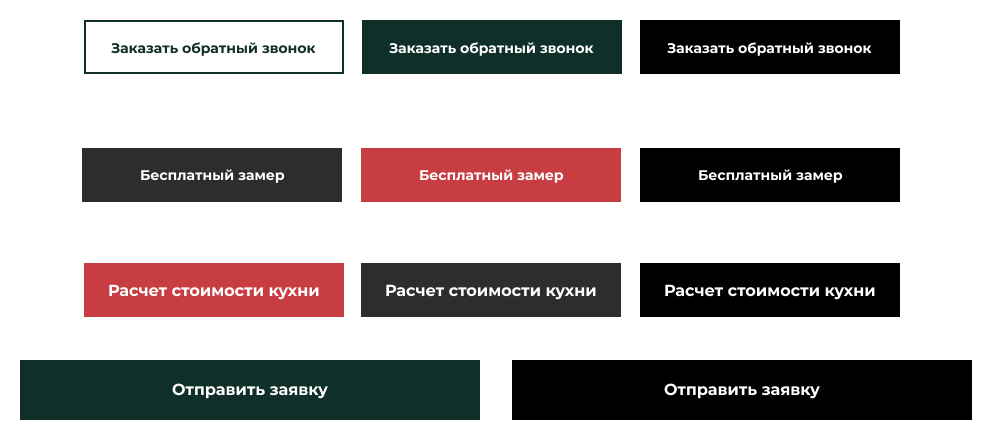 Заказать обратный звонок
Заказать обратный звонок
Заказать обратный звонок
Бесплатный замер
Бесплатный замер
Бесплатный замер
Расчет стоимости кухни
Расчет стоимости кухни
Расчет стоимости кухни
Отправить заявку
Отправить заявку